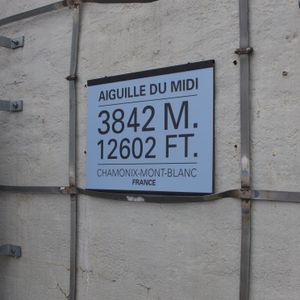 AIGUILLE DU MIDI
3842 M.
12602 FT.
CHAMONIX-MONT-BLANC
FRANCE